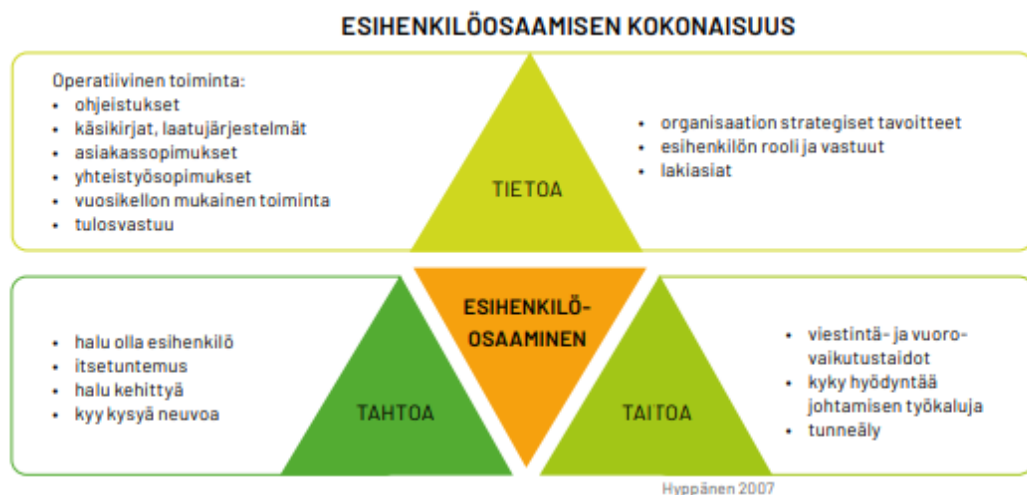 ESIHENKILÖOSAAMISEN KOKONAISUUS
Operatiivinen toiminta:
• ohjeistukset
• käsikirjat, laatujärjestelmät
• asiakassopimukset
• yhteistyösopimukset
• vuosikellon mukainen toiminta
• tulosvastuu
TIETOA
• organisaation strategiset tavoitteet
• esihenkilön rooli ja vastuut
• lakiasiat
• halu olla esihenkilö
• itsetuntemus
• halu kehittyä
• kyy kysyä neuvoa
TAHTOA
ESIHENKILÖ-
OSAAMINEN
TAITOA
• viestintä- ja vuoro-
vaikutustaidot
• kyky hyödyntää
johtamisen työkaluja
• tunneäly
Hyppänen 2007